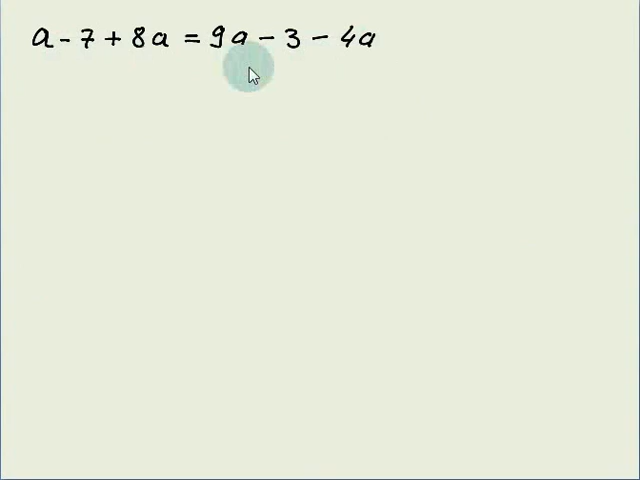 a - 7 + 8a = 9a - 3 - 4a